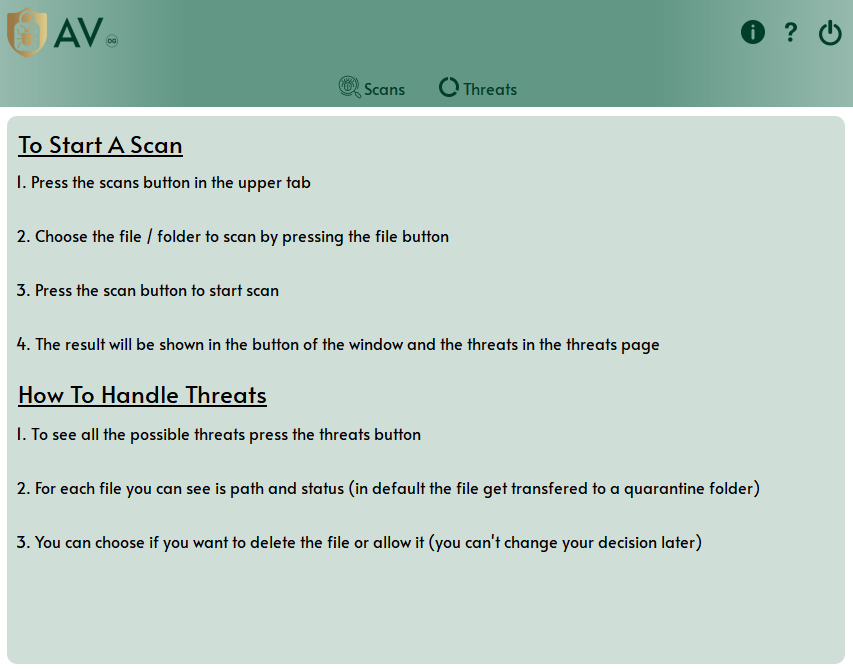 AV OG
Scans Threats
To Start A Scan
1. Press the scans button in the upper tab
2. Choose the file / folder to scan by pressing the file button
3. Press the scan button to start scan
4. The result will be shown in the button of the window and the threats in the threats page
How To Handle Threats
1. To see all the possible threats press the threats button
2. For each file you can see is path and status (in default the file get transfered to a quarantine folder)
3. You can choose if you want to delete the file or allow it (you can't change your decision later)